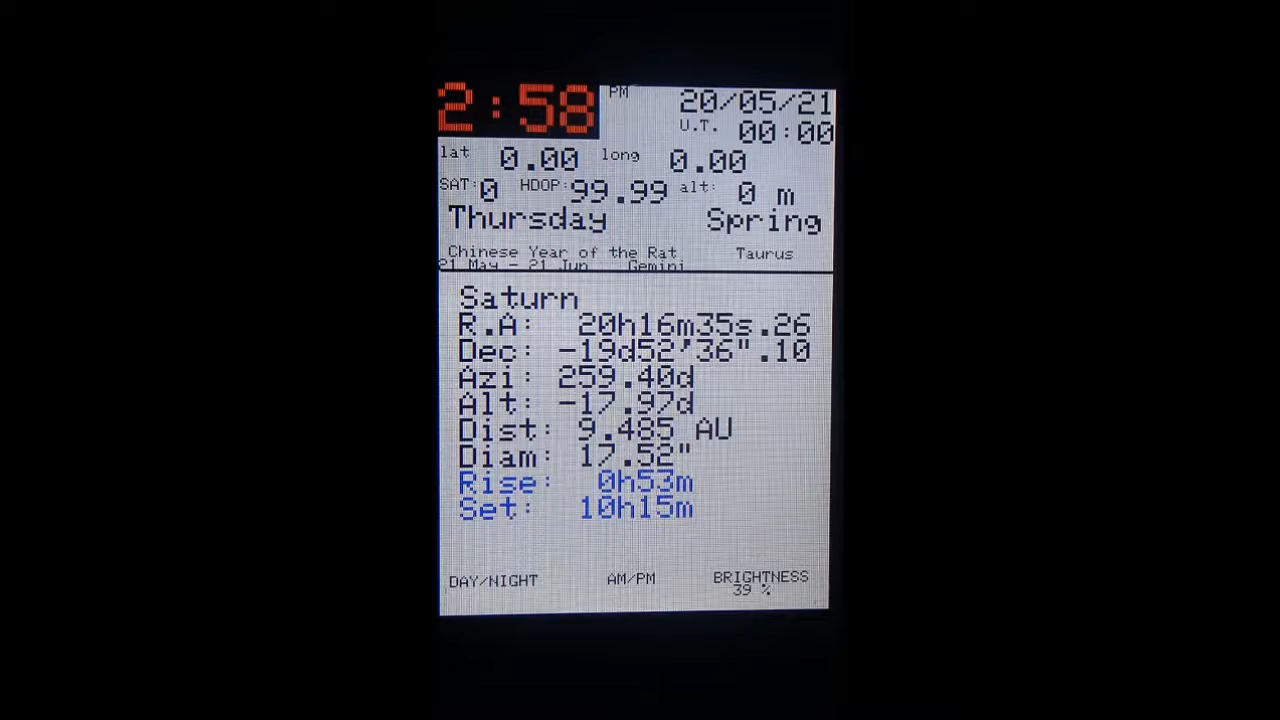 2:58 PM 20/05/21
U.T. 00:00
lat 0.00 long 0.00
SAT:0 HDOP:99.99 alt: 0 m
Thursday Spring
Chinese Year of the Rat Taurus
21 May - 21 Jun Gemini
Saturn
R.A: 20h16m35s.26
Dec: -19d52'36".10
Azi: 259.40d
Alt: -17.97d
Dist: 9.485 AU
Diam: 17.52"
Rise: 0h53m
Set: 10h15m
DAY/NIGHT AM/PM BRIGHTNESS
39 %